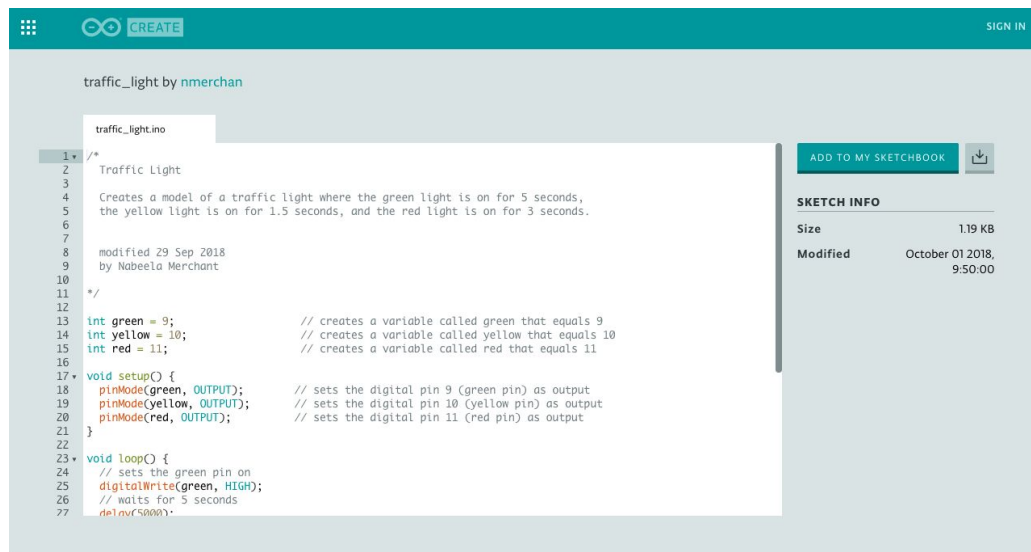 CREATE
SIGN IN
traffic_light by nmerchan
traffic_light.ino
1 /*
2 Traffic Light
3
4 Creates a model of a traffic light where the green light is on for 5 seconds,
5 the yellow light is on for 1.5 seconds, and the red light is on for 3 seconds.
6
7
8 modified 29 Sep 2018
9 by Nabeela Merchant
10
11 */
12
13 int green = 9; // creates a variable called green that equals 9
14 int yellow = 10; // creates a variable called yellow that equals 10
15 int red = 11; // creates a variable called red that equals 11
16
17 void setup() {
18 pinMode(green, OUTPUT); // sets the digital pin 9 (green pin) as output
19 pinMode(yellow, OUTPUT); // sets the digital pin 10 (yellow pin) as output
20 pinMode(red, OUTPUT); // sets the digital pin 11 (red pin) as output
21 }
22
23 void loop() {
24 // sets the green pin on
25 digitalWrite(green, HIGH);
26 // waits for 5 seconds
27 delay(5000);
ADD TO MY SKETCHBOOK
SKETCH INFO
Size 1.19 KB
Modified October 01 2018,
9:50:00